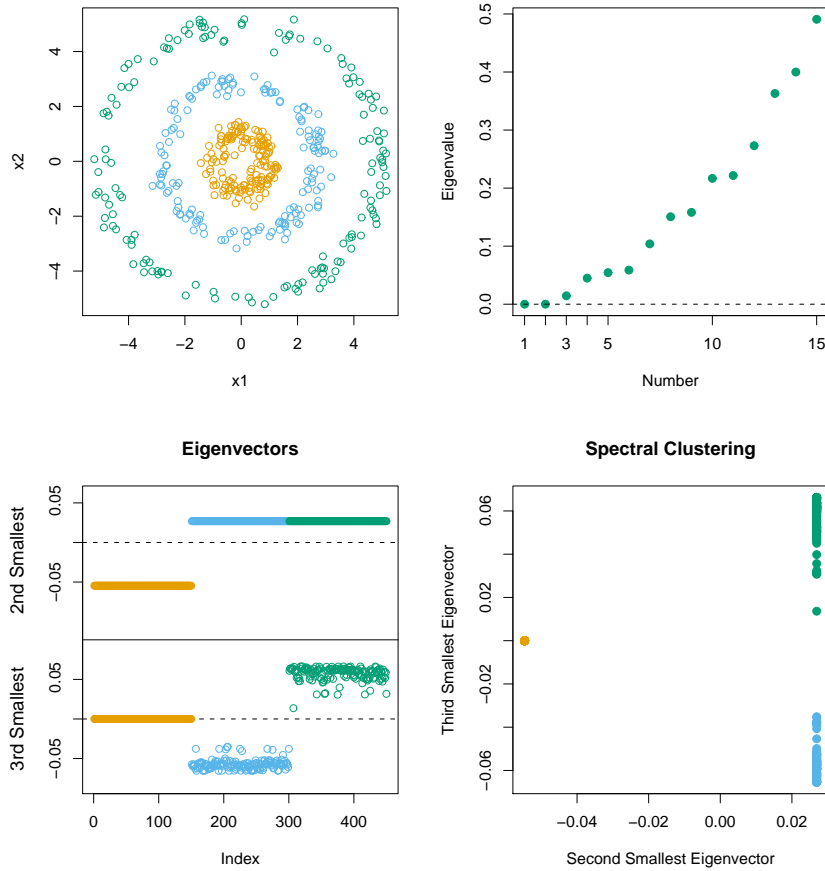 x2
4
2
0
−2
−4
−4 −2 0 2 4
x1
Eigenvalue
0.5
0.4
0.3
0.2
0.1
0.0
1 3 5 10 15
Number
Eigenvectors
2nd Smallest
0.05
−0.05
3rd Smallest
0.05
−0.05
0 100 200 300 400
Index
Spectral Clustering
Third Smallest Eigenvector
0.06
0.02
−0.02
−0.06
−0.04 −0.02 0.00 0.02
Second Smallest Eigenvector